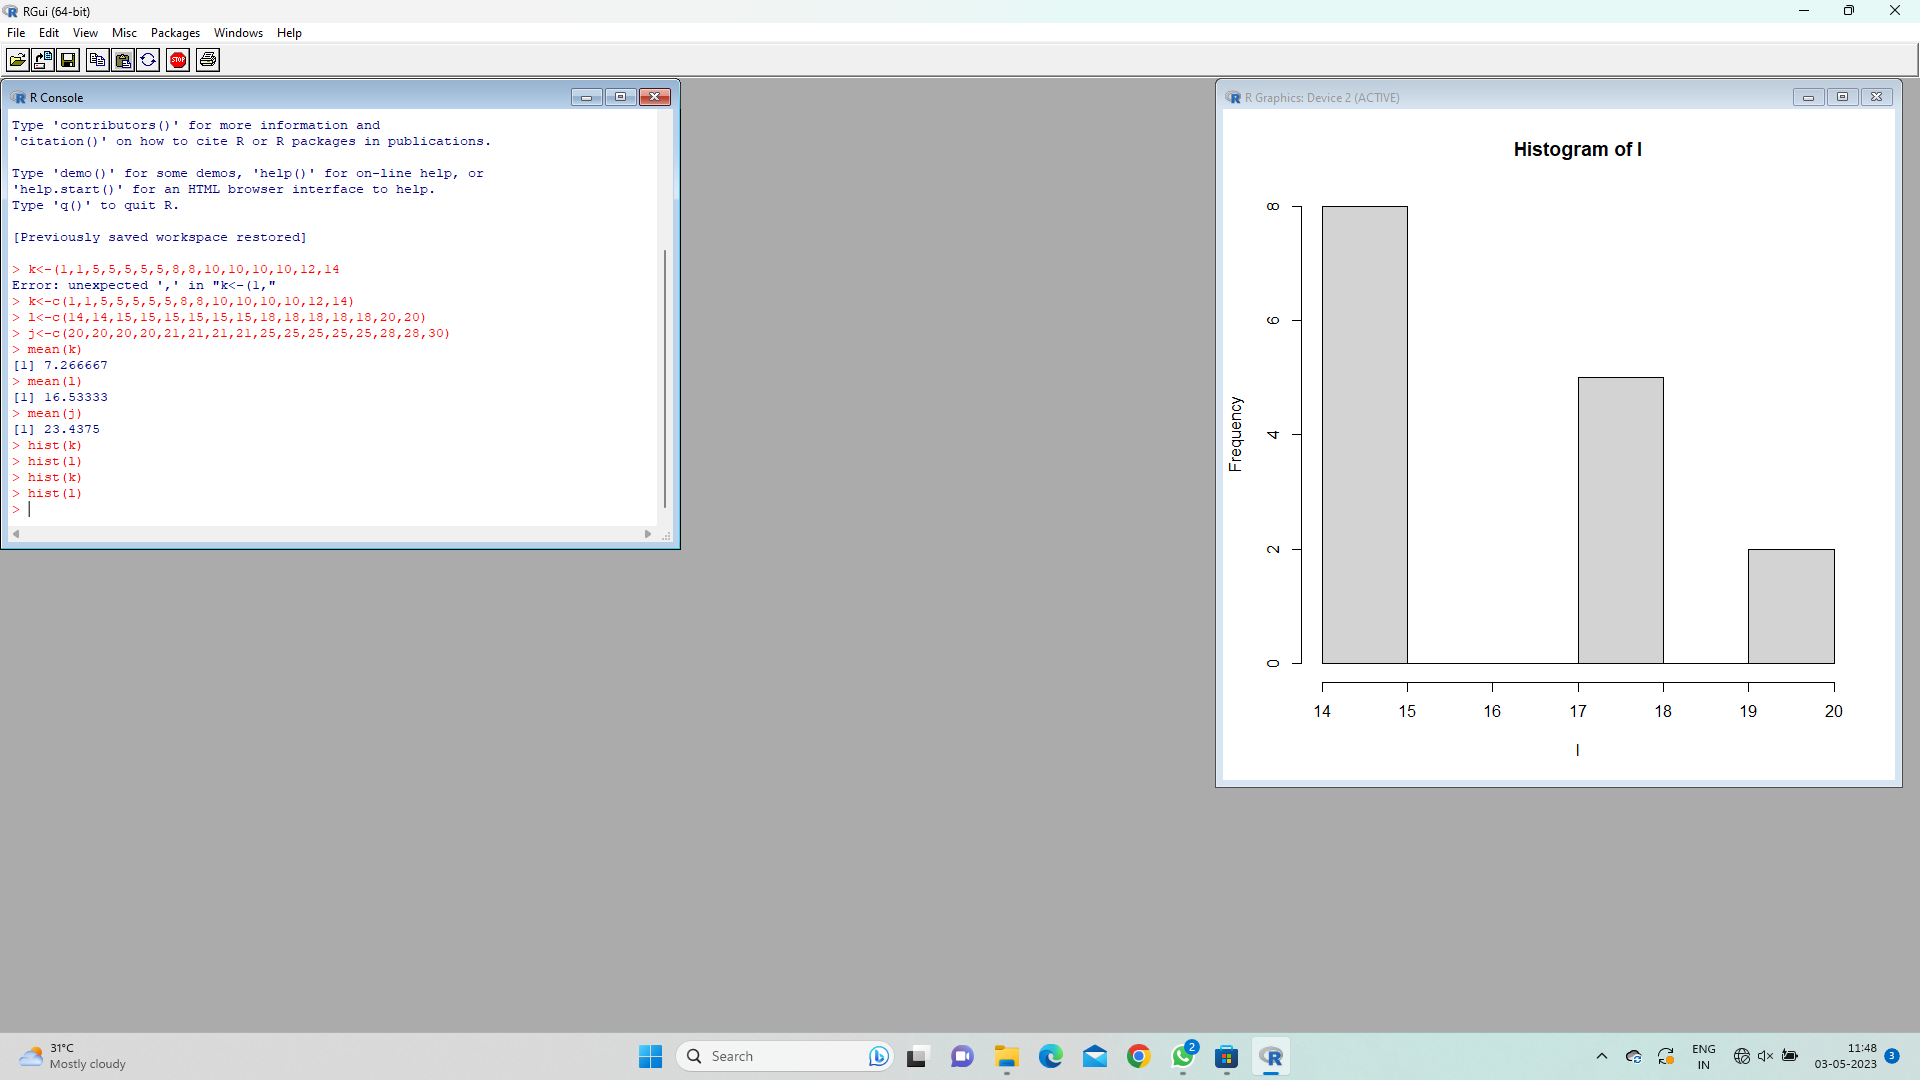 RGui (64-bit)
File Edit View Misc Packages Windows Help
STOP
R Console
Type 'contributors()' for more information and
'citation()' on how to cite R or R packages in publications.
Type 'demo()' for some demos, 'help()' for on-line help, or
'help.start()' for an HTML browser interface to help.
Type 'q()' to quit R.
[Previously saved workspace restored]
> k<-(1,1,5,5,5,5,5,8,8,10,10,10,10,12,14
Error: unexpected ',' in "k<-(1,"
> k<-c(1,1,5,5,5,5,5,8,8,10,10,10,10,12,14)
> l<-c(14,14,15,15,15,15,15,15,18,18,18,18,18,20,20)
> j<-c(20,20,20,20,21,21,21,21,25,25,25,25,25,28,28,30)
> mean(k)
[1] 7.266667
> mean(l)
[1] 16.53333
> mean(j)
[1] 23.4375
> hist(k)
> hist(l)
> hist(k)
> hist(l)
>
R Graphics: Device 2 (ACTIVE)
Histogram of l
Frequency
8
6
4
2
0
14 15 16 17 18 19 20
l
31°C
Mostly cloudy
Search
2
ENG
IN
11:48
03-05-2023
3